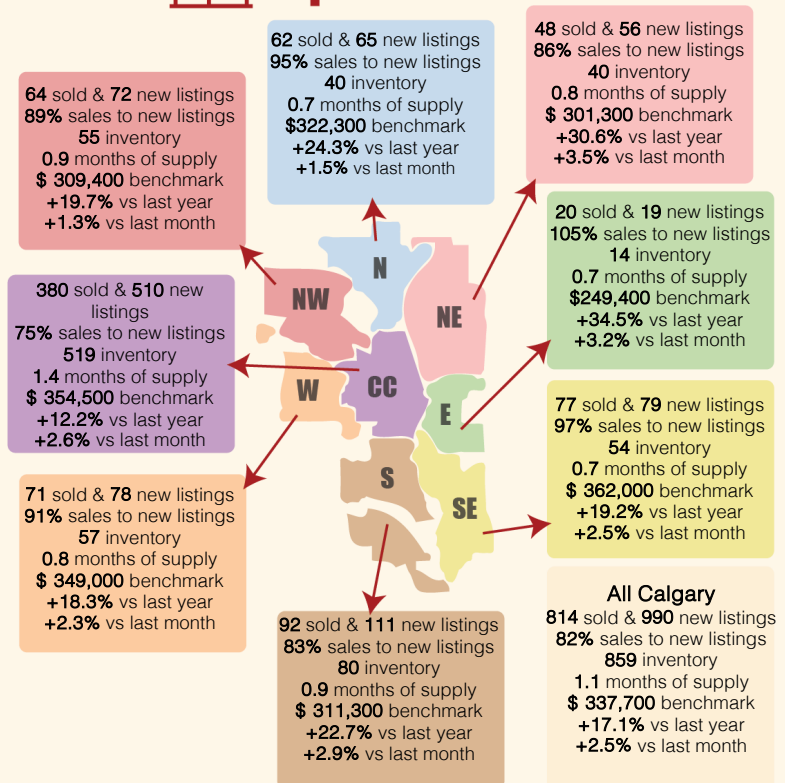 62 sold & 65 new listings
95% sales to new listings
40 inventory
0.7 months of supply
$322,300 benchmark
+24.3% vs last year
+1.5% vs last month
48 sold & 56 new listings
86% sales to new listings
40 inventory
0.8 months of supply
$ 301,300 benchmark
+30.6% vs last year
+3.5% vs last month
64 sold & 72 new listings
89% sales to new listings
55 inventory
0.9 months of supply
$ 309,400 benchmark
+19.7% vs last year
+1.3% vs last month
20 sold & 19 new listings
105% sales to new listings
14 inventory
0.7 months of supply
$249,400 benchmark
+34.5% vs last year
+3.2% vs last month
N
NW
NE
W
CC
E
S
SE
380 sold & 510 new
listings
75% sales to new listings
519 inventory
1.4 months of supply
$ 354,500 benchmark
+12.2% vs last year
+2.6% vs last month
77 sold & 79 new listings
97% sales to new listings
54 inventory
0.7 months of supply
$ 362,000 benchmark
+19.2% vs last year
+2.5% vs last month
71 sold & 78 new listings
91% sales to new listings
57 inventory
0.8 months of supply
$ 349,000 benchmark
+18.3% vs last year
+2.3% vs last month
92 sold & 111 new listings
83% sales to new listings
80 inventory
0.9 months of supply
$ 311,300 benchmark
+22.7% vs last year
+2.9% vs last month
All Calgary
814 sold & 990 new listings
82% sales to new listings
859 inventory
1.1 months of supply
$ 337,700 benchmark
+17.1% vs last year
+2.5% vs last month